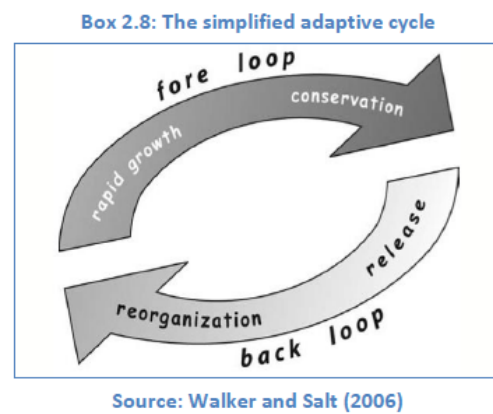 Box 2.8: The simplified adaptive cycle
fore loop
rapid growth
conservation
release
reorganization
back loop
Source: Walker and Salt (2006)